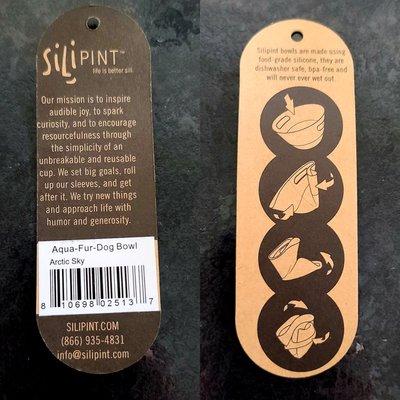 SiLiPINT™
life is better sili.
Our mission is to inspire
audible joy, to spark
curiosity, and to encourage
resourcefulness through
the simplicity of an
unbreakable and reusable
cup. We set big goals, roll
up our sleeves, and get
after it. We try new things
and approach life with
humor and generosity.
Aqua-Fur-Dog Bowl
Arctic Sky
8 10698 02513 7
SILIPINT.COM
(866) 935-4831
info@silipint.com
Silipint bowls are made using
food-grade silicone, they are
dishwasher safe, bpa-free and
will never ever wet out.